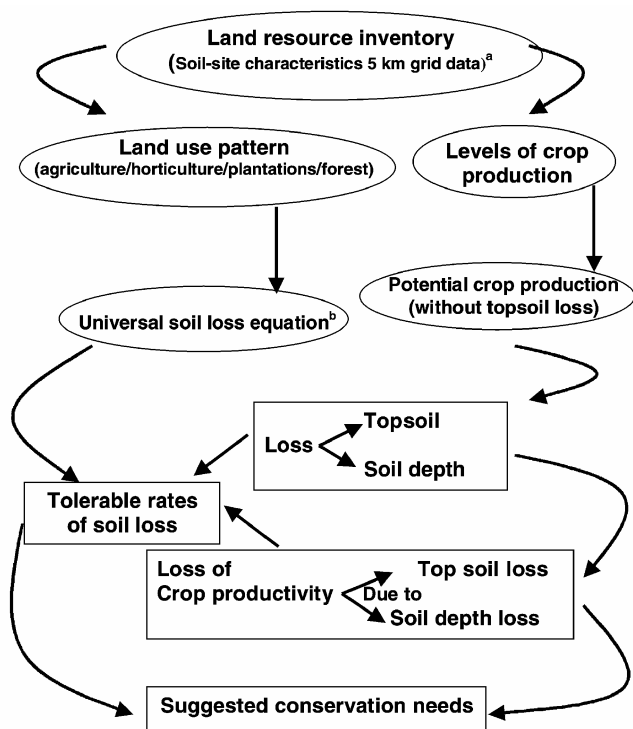 Land resource inventory
(Soil-site characteristics 5 km grid data)a
Land use pattern
(agriculture/horticulture/plantations/forest)
Levels of crop
production
Potential crop production
(without topsoil loss)
Universal soil loss equationb
Topsoil
Loss
Soil depth
Tolerable rates
of soil loss
Loss of Top soil loss
Crop productivity Due to
Soil depth loss
Suggested conservation needs